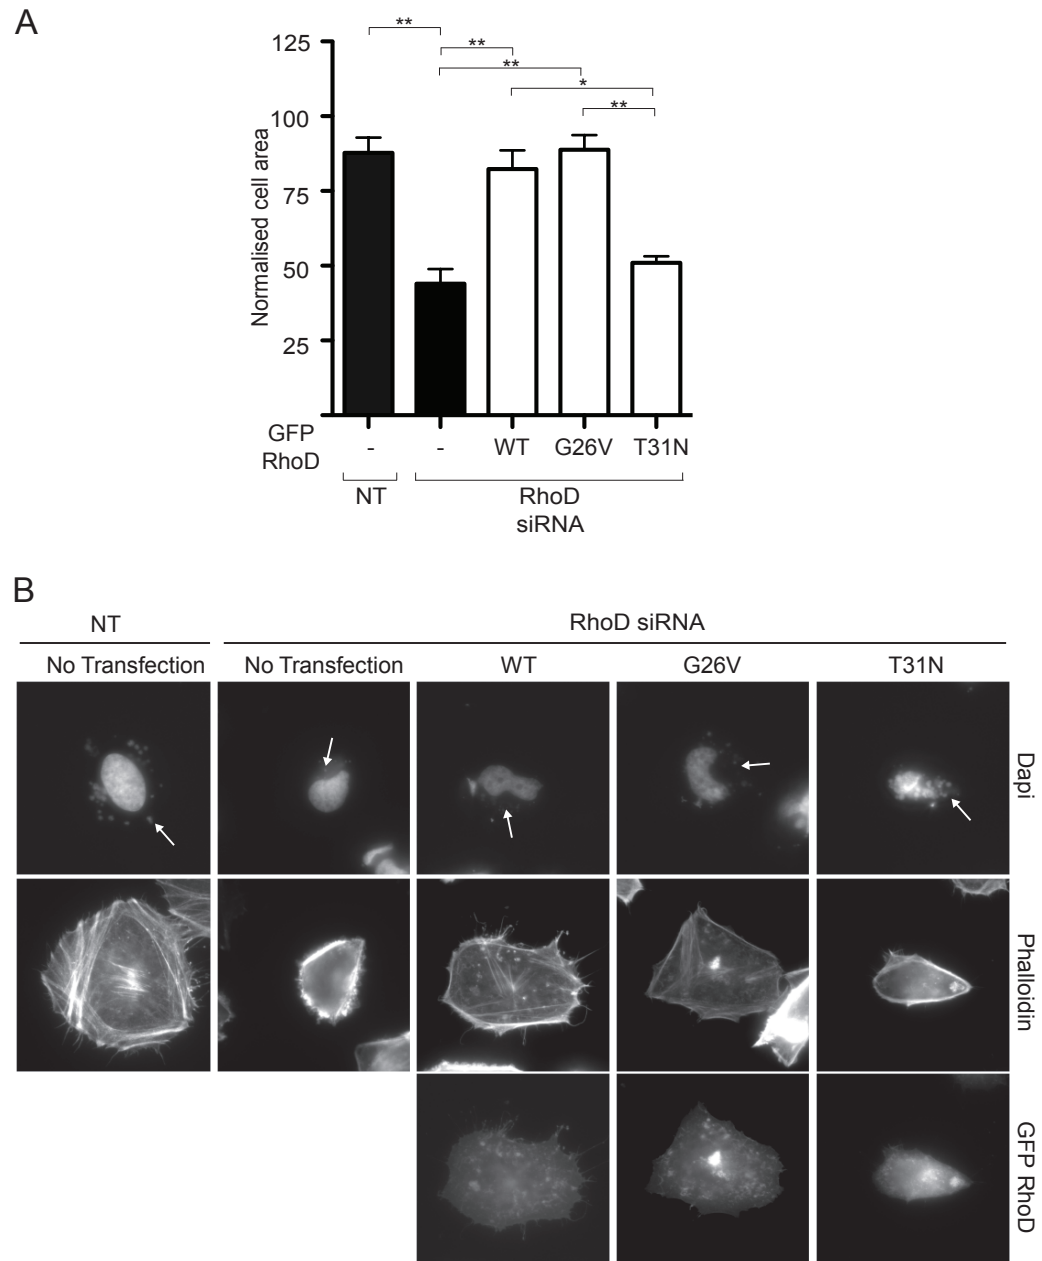 A
**
**
**
*
**
125
100
75
50
25
Normalised cell area
GFP
RhoD
- - WT G26V T31N
NT RhoD
siRNA
B
NT RhoD siRNA
No Transfection No Transfection WT G26V T31N
Dapi
Phalloidin
GFP RhoD